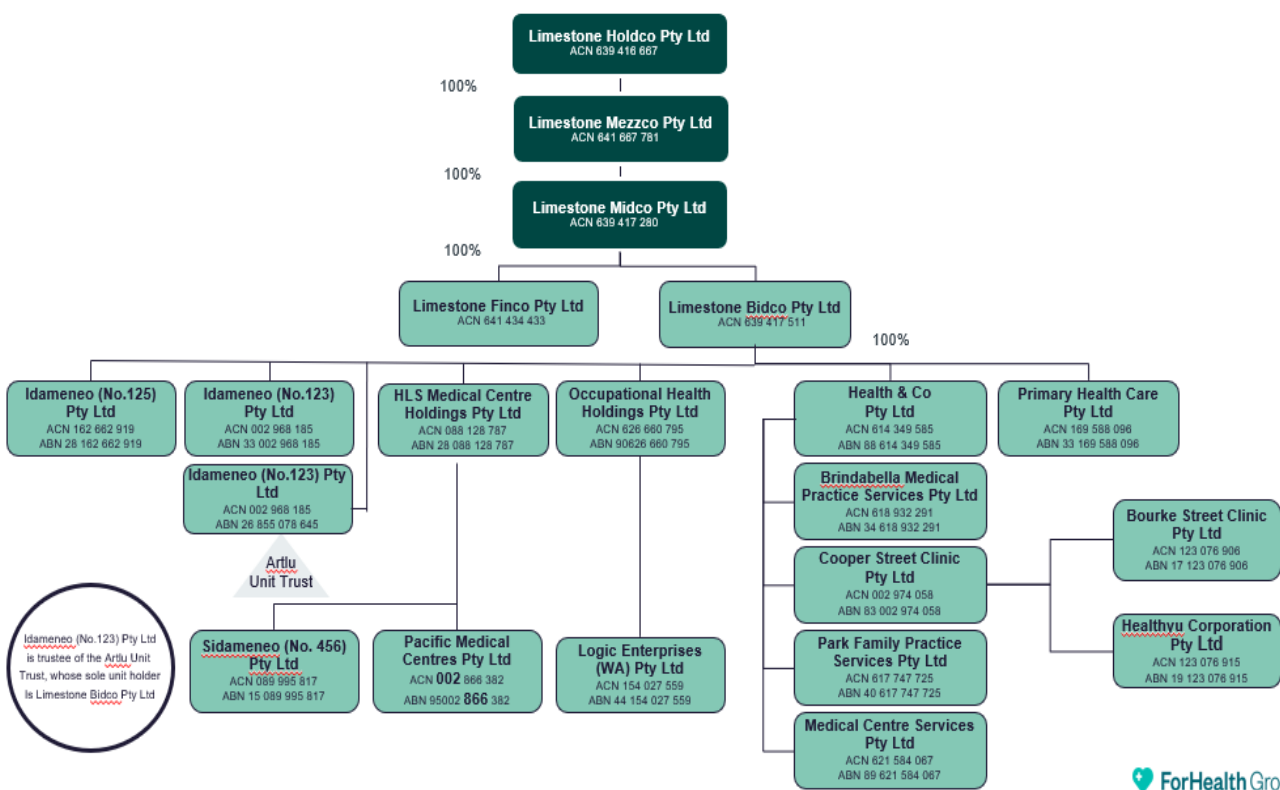 Limestone Holdco Pty Ltd
ACN 639 416 667
100%
Limestone Mezzco Pty Ltd
ACN 641 667 781
100%
Limestone Midco Pty Ltd
ACN 639 417 280
100%
Limestone Finco Pty Ltd
ACN 641 434 433
Limestone Bidco Pty Ltd
ACN 639 417 511
100%
Idameneo (No.125)
Pty Ltd
ACN 162 662 919
ABN 28 162 662 919
Idameneo (No.123)
Pty Ltd
ACN 002 968 185
ABN 33 002 968 185
HLS Medical Centre
Holdings Pty Ltd
ACN 088 128 787
ABN 28 088 128 787
Occupational Health
Holdings Pty Ltd
ACN 626 660 795
ABN 90626 660 795
Health & Co
Pty Ltd
ACN 614 349 585
ABN 88 614 349 585
Primary Health Care
Pty Ltd
ACN 169 588 096
ABN 33 169 588 096
Idameneo (No.123) Pty
Ltd
ACN 002 968 185
ABN 26 855 078 645
Artlu
Unit Trust
Brindabella Medical
Practice Services Pty Ltd
ACN 618 932 291
ABN 34 618 932 291
Cooper Street Clinic
Pty Ltd
ACN 002 974 058
ABN 83 002 974 058
Bourke Street Clinic
Pty Ltd
ACN 123 076 906
ABN 17 123 076 906
Healthyu Corporation
Pty Ltd
ACN 123 076 915
ABN 19 123 076 915
Idameneo (No.123) Pty Ltd
is trustee of the Artlu Unit
Trust, whose sole unit holder
Is Limestone Bidco Pty Ltd
Sidameneo (No. 456)
Pty Ltd
ACN 089 995 817
ABN 15 089 995 817
Pacific Medical
Centres Pty Ltd
ACN 002 866 382
ABN 95002 866 382
Logic Enterprises
(WA) Pty Ltd
ACN 154 027 559
ABN 44 154 027 559
Park Family Practice
Services Pty Ltd
ACN 617 747 725
ABN 40 617 747 725
Medical Centre Services
Pty Ltd
ACN 621 584 067
ABN 89 621 584 067
ForHealth Gro